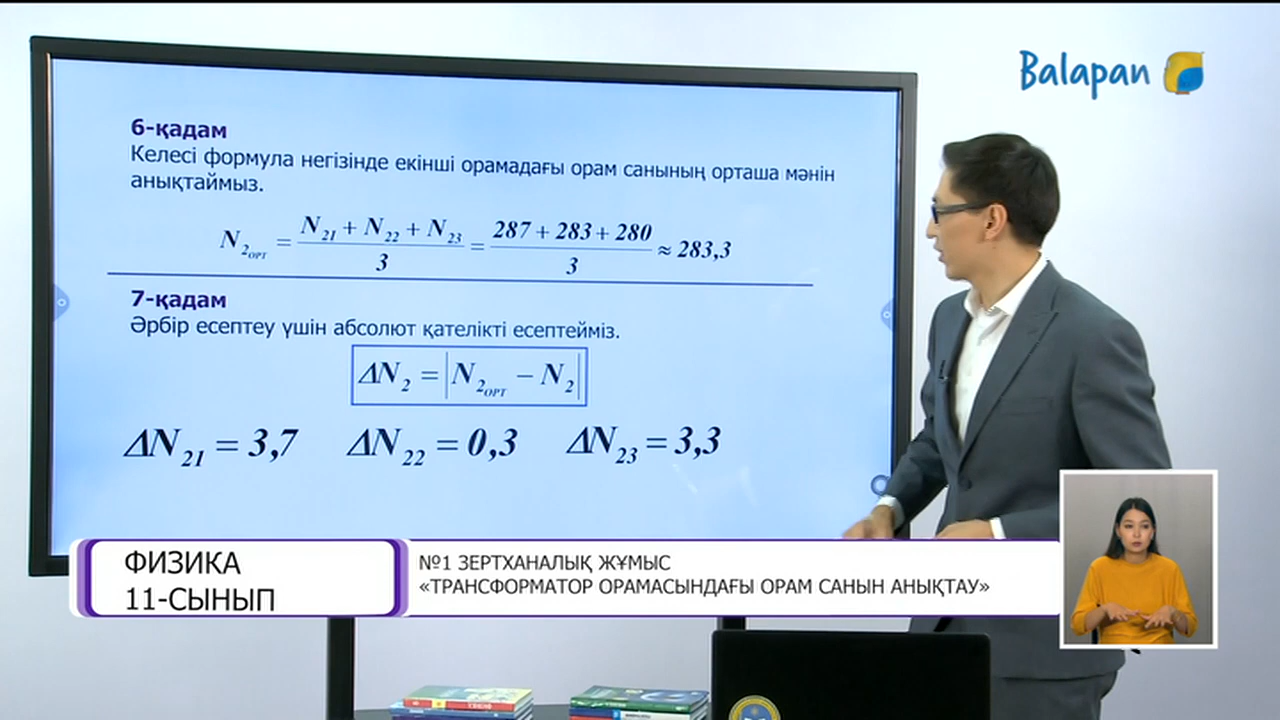 Balapan
6-қадам
Келесі формула негізінде екінші орамадағы орам санының орташа мәнін
анықтаймыз.
N₂ₒₚₜ = (N₂₁ + N₂₂ + N₂₃)/3 = (287 + 283 + 280)/3 ≈ 283,3
7-қадам
Әрбір есептеу үшін абсолют қателікті есептейміз.
ΔN₂ = |N₂ОРТ − N₂|
ΔN₂₁ = 3,7 ΔN₂₂ = 0,3 ΔN₂₃ = 3,3
ФИЗИКА
11-СЫНЫП
№1 ЗЕРТХАНАЛЫҚ ЖҰМЫС
«ТРАНСФОРМАТОР ОРАМАСЫНДАҒЫ ОРАМ САНЫН АНЫҚТАУ»